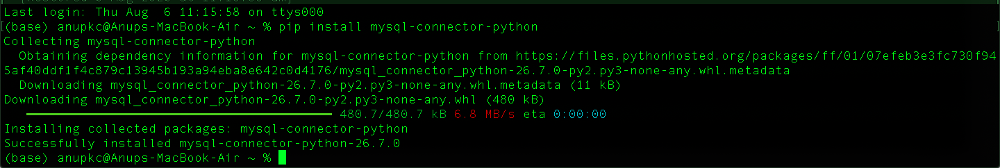 Last login: Thu Aug  6 11:15:58 on ttys000
(base) anupkc@Anups-MacBook-Air ~ % pip install mysql-connector-python
Collecting mysql-connector-python
  Obtaining dependency information for mysql-connector-python from https://files.pythonhosted.org/packages/ff/01/07efeb3e3fc730f94
5af40ddf1f4c879c13945b193a94eba8e642c0d4176/mysql_connector_python-26.7.0-py2.py3-none-any.whl.metadata
  Downloading mysql_connector_python-26.7.0-py2.py3-none-any.whl.metadata (11 kB)
Downloading mysql_connector_python-26.7.0-py2.py3-none-any.whl (480 kB)
480.7/480.7 kB 6.8 MB/s eta 0:00:00
Installing collected packages: mysql-connector-python
Successfully installed mysql-connector-python-26.7.0
(base) anupkc@Anups-MacBook-Air ~ %